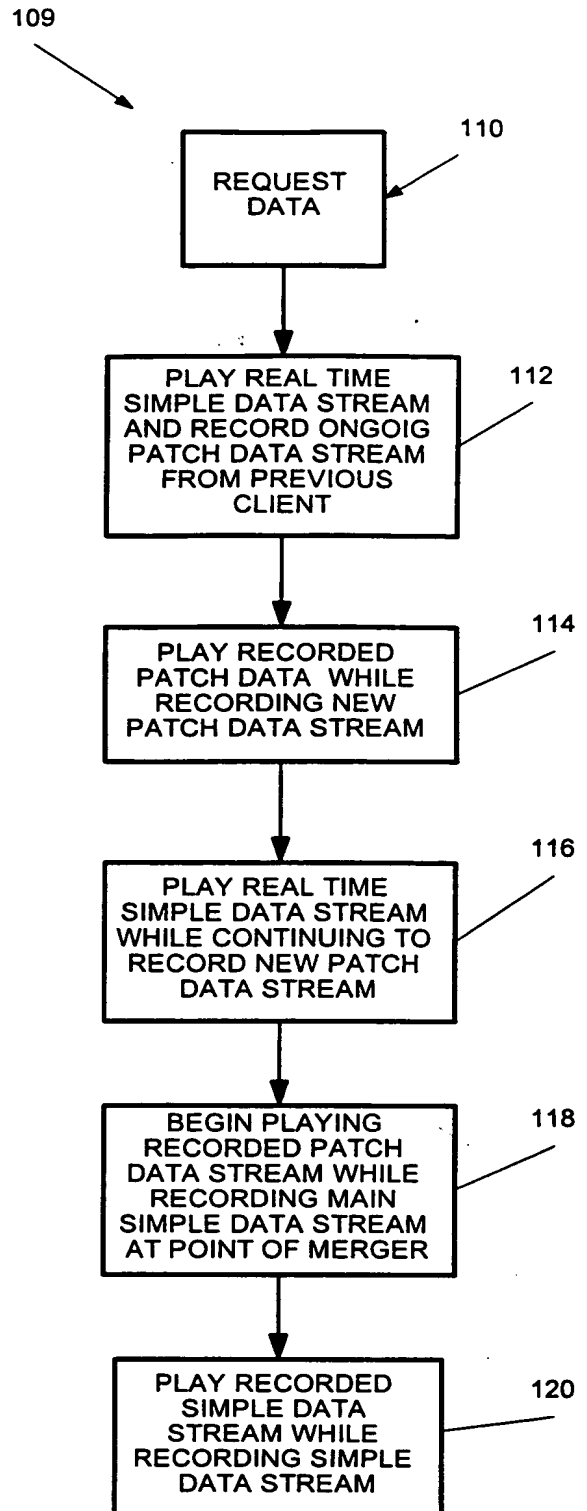 109
110
REQUEST
DATA
112
PLAY REAL TIME
SIMPLE DATA STREAM
AND RECORD ONGOIG
PATCH DATA STREAM
FROM PREVIOUS
CLIENT
114
PLAY RECORDED
PATCH DATA WHILE
RECORDING NEW
PATCH DATA STREAM
116
PLAY REAL TIME
SIMPLE DATA STREAM
WHILE CONTINUING TO
RECORD NEW PATCH
DATA STREAM
118
BEGIN PLAYING
RECORDED PATCH
DATA STREAM WHILE
RECORDING MAIN
SIMPLE DATA STREAM
AT POINT OF MERGER
120
PLAY RECORDED
SIMPLE DATA
STREAM WHILE
RECORDING SIMPLE
DATA STREAM